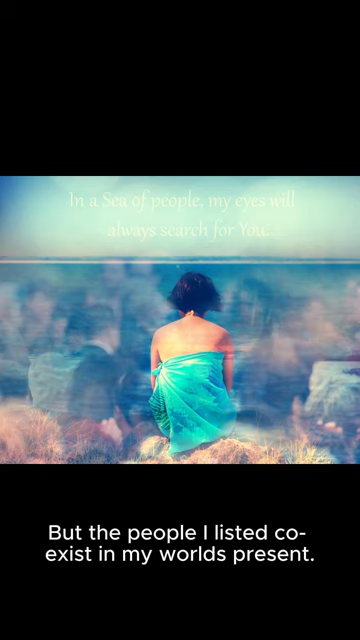 In a Sea of people, my eyes will
always search for You....
But the people I listed co-
exist in my worlds present.